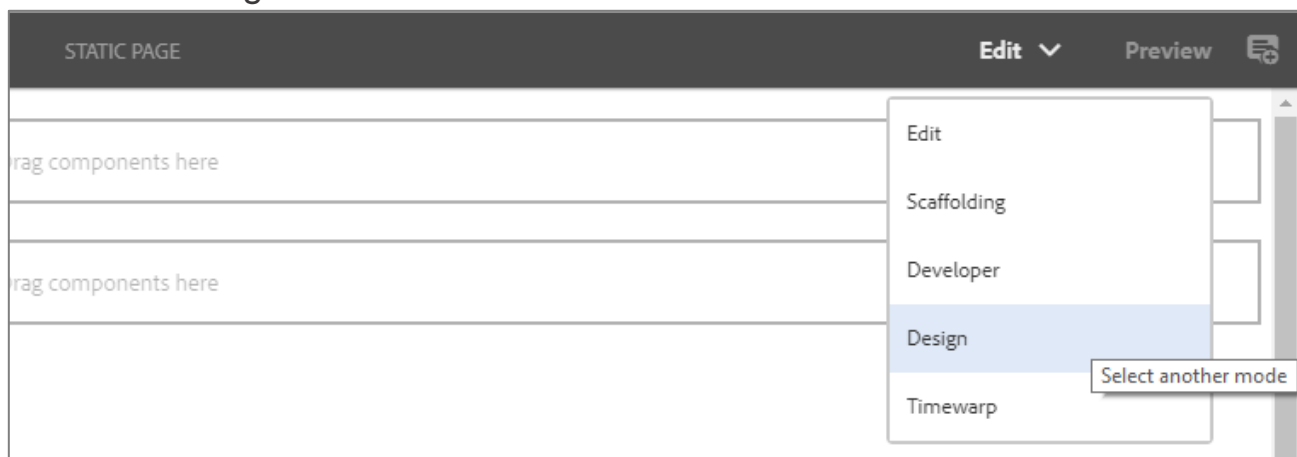 STATIC PAGE Edit Preview
Edit
rag components here
Scaffolding
Developer
rag components here
Design
Select another mode
Timewarp